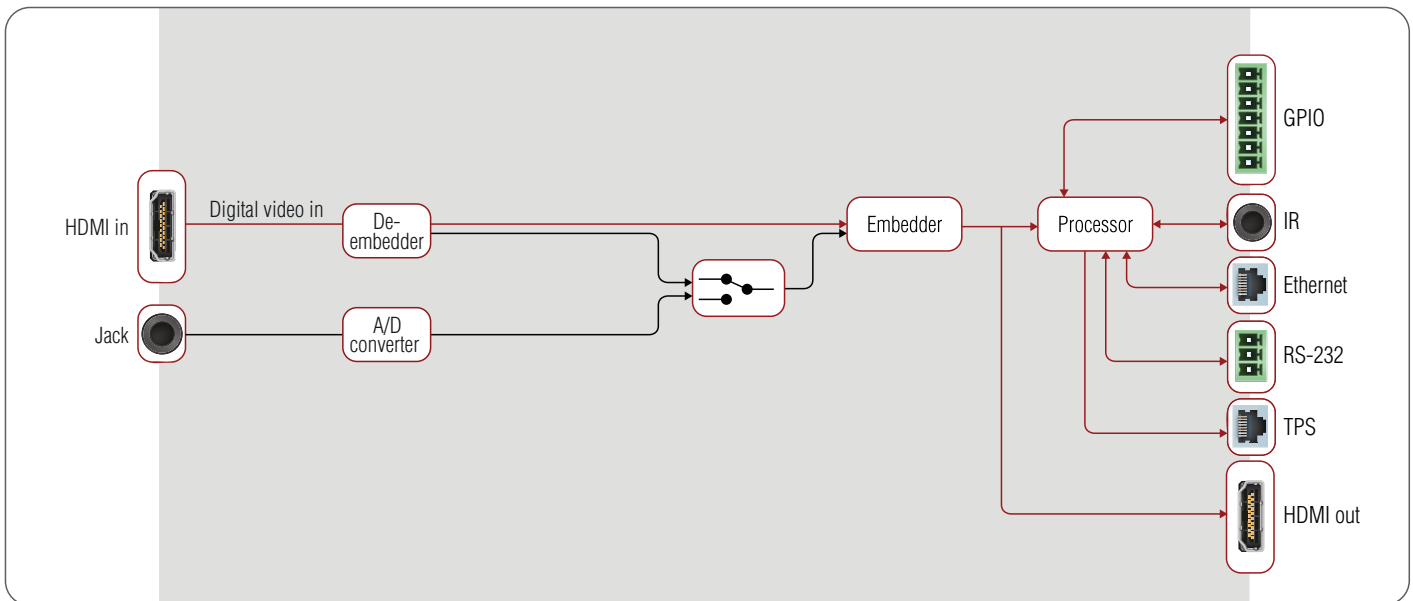 HDMI in
Digital video in
De-
embedder
Jack
A/D
converter
Embedder
Processor
GPIO
IR
Ethernet
RS-232
TPS
HDMI out